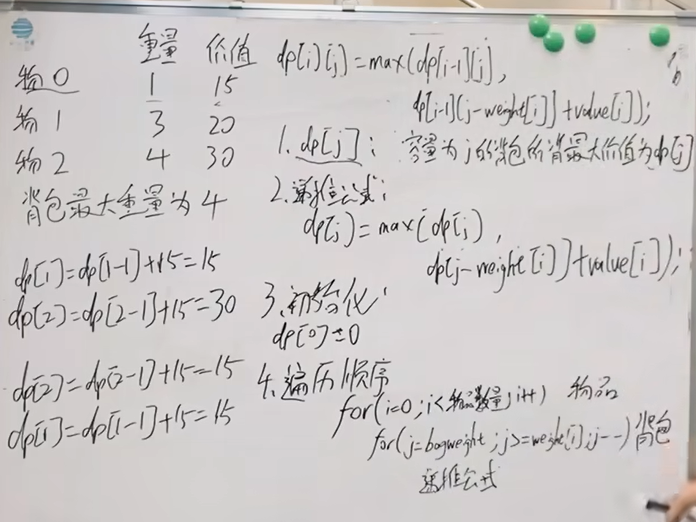 重量 价值
物0 1 15
物1 3 20
物2 4 30
背包最大重量为4
dp[1]=dp[1-1]+15=15
dp[2]=dp[2-1]+15=30
dp[2]=dp[2-1]+15=15
dp[1]=dp[1-1]+15=15
dp[i][j]=max(dp[i-1][j],
dp[i-1][j-weight[i]]+value[i]);
1.dp[j]: 容量为j的背包所背最大价值为dp[j]
2.递推公式:
dp[j]=max(dp[j],
dp[j-weight[i]]+value[i]);
3.初始化:
dp[0]=0
4.遍历顺序
for(i=0;i<物品数量;i++) 物品
for(j=bagweight;j>=weight[i];j--)背包
递推公式